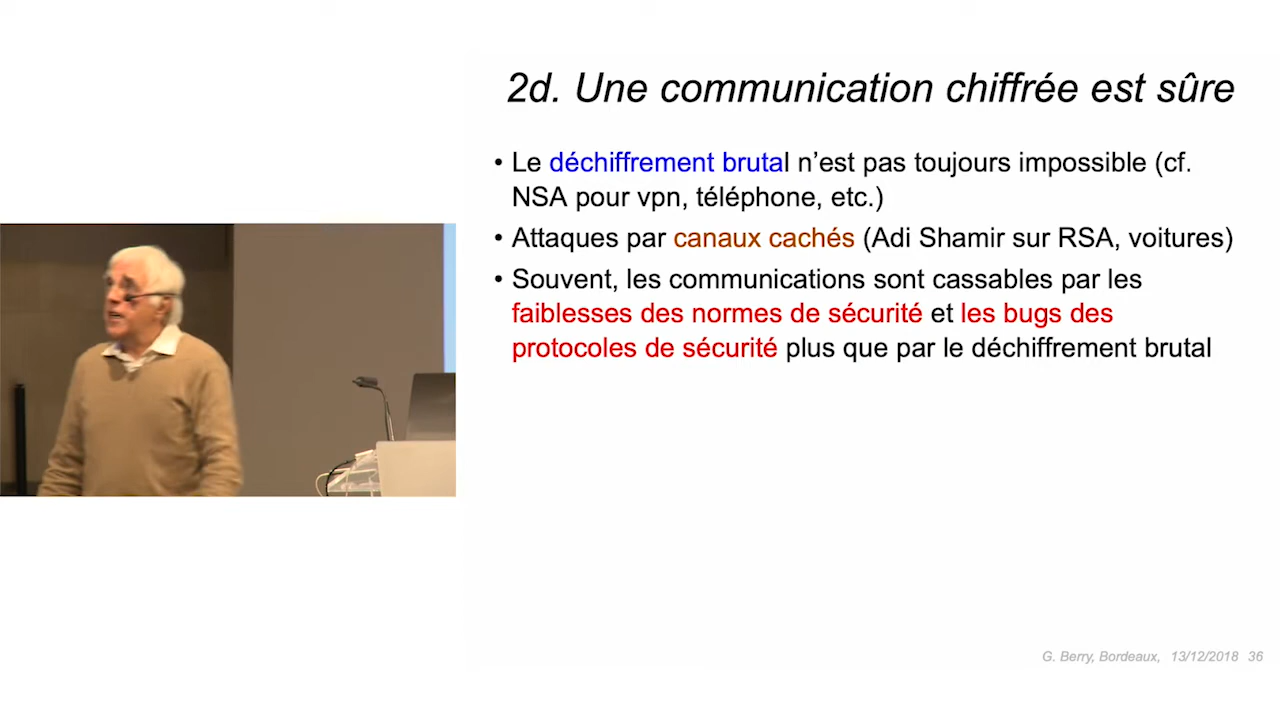 2d. Une communication chiffrée est sûre
• Le déchiffrement brutal n’est pas toujours impossible (cf.
NSA pour vpn, téléphone, etc.)
• Attaques par canaux cachés (Adi Shamir sur RSA, voitures)
• Souvent, les communications sont cassables par les
faiblesses des normes de sécurité et les bugs des
protocoles de sécurité plus que par le déchiffrement brutal
G. Berry, Bordeaux, 13/12/2018 36